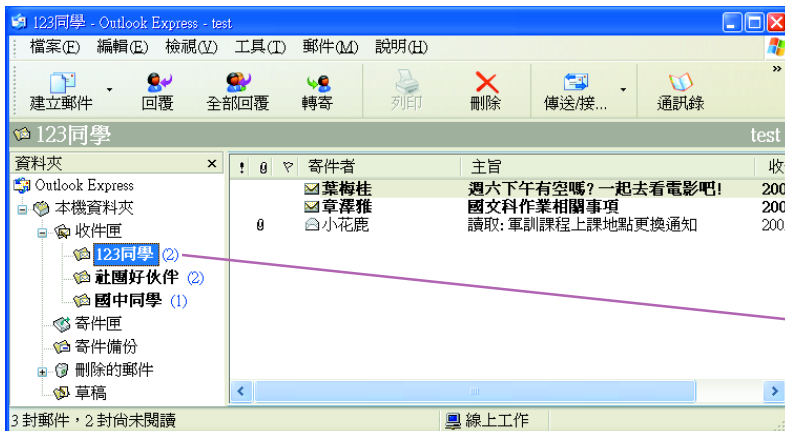 123同學 - Outlook Express - test
檔案(F) 編輯(E) 檢視(V) 工具(T) 郵件(M) 說明(H)
建立郵件 回覆 全部回覆 轉寄 列印 刪除 傳送/接... 通訊錄 »
123同學 test
資料夾 × ! 寄件者 主旨 收
Outlook Express
本機資料夾
收件匣
123同學 (2)
社團好伙伴 (2)
國中同學 (1)
寄件匣
寄件備份
刪除的郵件
草稿
葉梅桂 週六下午有空嗎? 一起去看電影吧! 200
章澤雅 國文科作業相關事項 200
小花鹿 讀取: 軍訓課程上課地點更換通知 200
3 封郵件，2 封尚未閱讀 線上工作